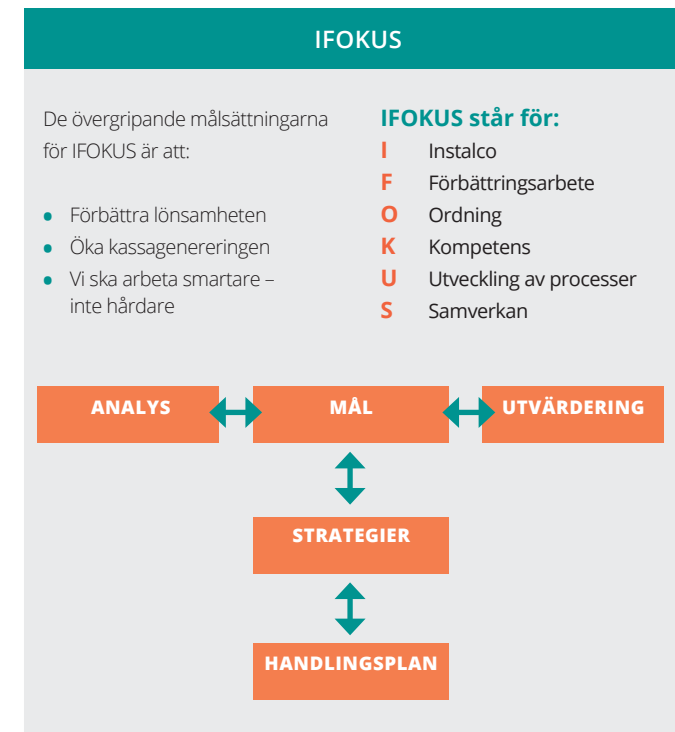 IFOKUS
De övergripande målsättningarna
för IFOKUS är att:
• Förbättra lönsamheten
• Öka kassagenereringen
• Vi ska arbeta smartare –
inte hårdare
IFOKUS står för:
I Instalco
F Förbättringsarbete
O Ordning
K Kompetens
U Utveckling av processer
S Samverkan
ANALYS
MÅL
UTVÄRDERING
STRATEGIER
HANDLINGSPLAN